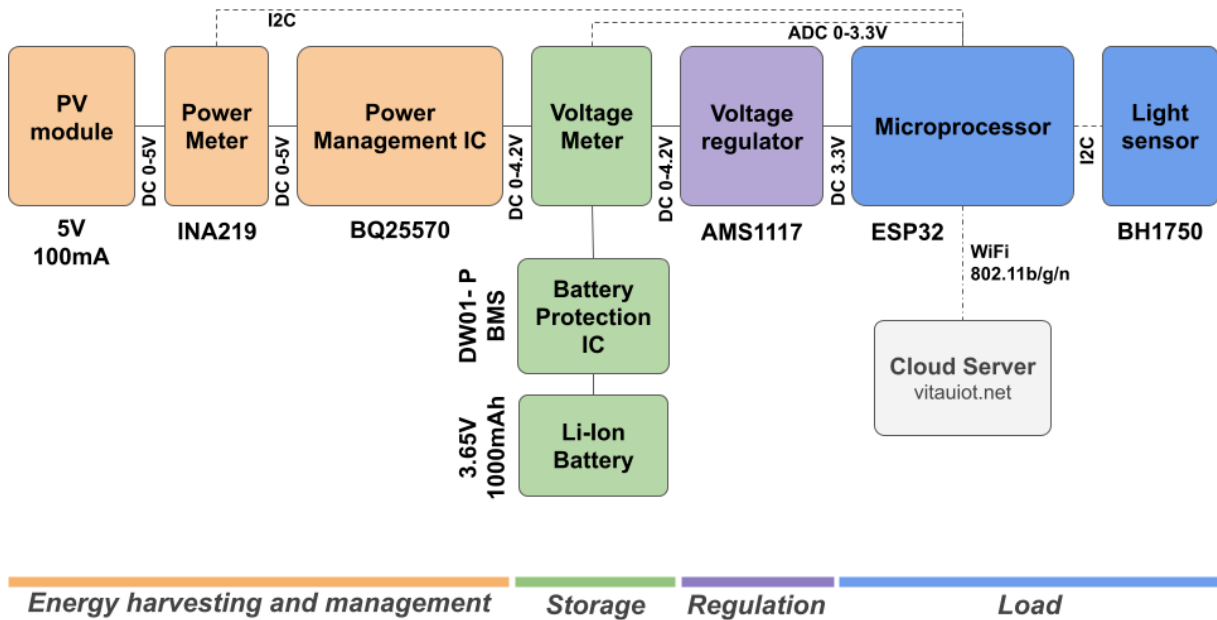 I2C
ADC 0-3.3V
PV
module
DC 0-5V
Power
Meter
DC 0-5V
Power
Management IC
DC 0-4.2V
Voltage
Meter
DC 0-4.2V
Voltage
regulator
DC 3.3V
Microprocessor
I2C
Light
sensor
5V
100mA
INA219
BQ25570
AMS1117
ESP32
BH1750
WiFi
802.11b/g/n
DW01- P
BMS
Battery
Protection
IC
Cloud Server
vitauiot.net
3.65V
1000mAh
Li-Ion
Battery
Energy harvesting and management
Storage
Regulation
Load